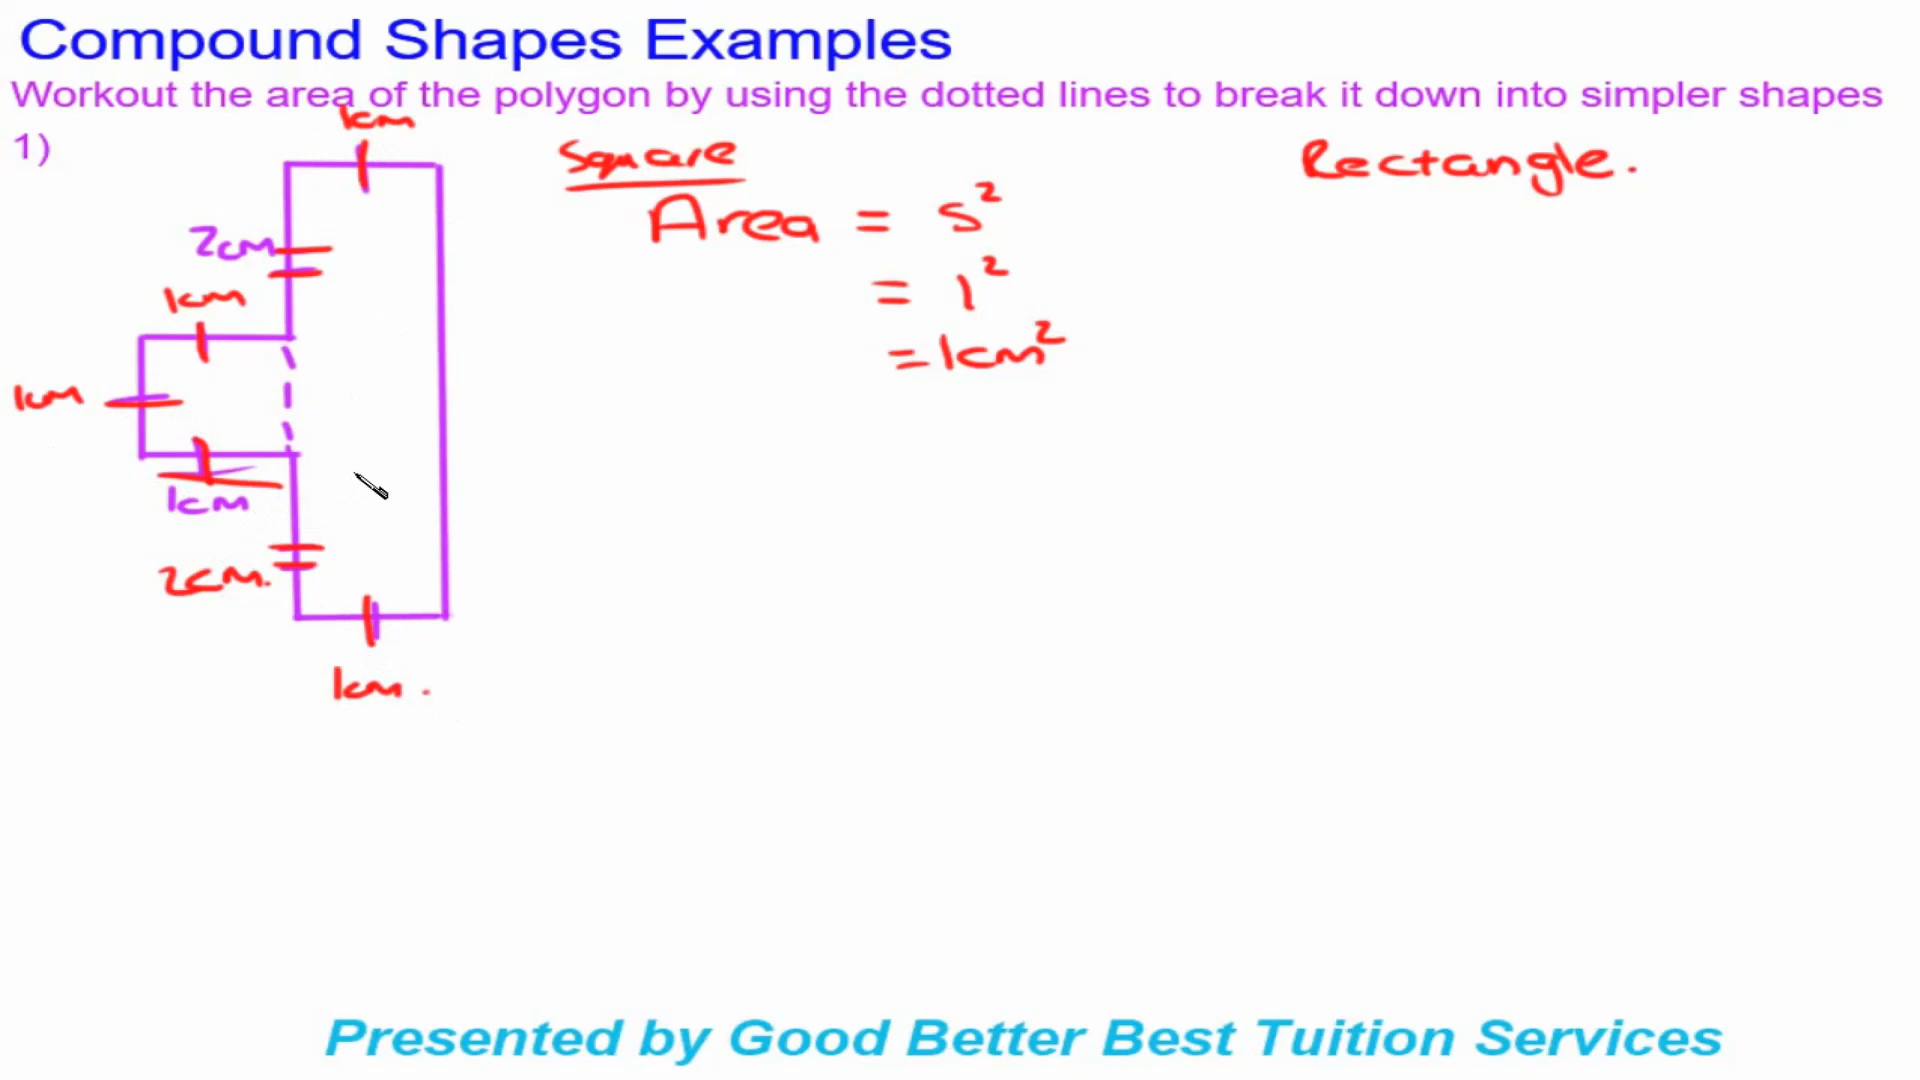 Compound Shapes Examples
Workout the area of the polygon by using the dotted lines to break it down into simpler shapes
1)
1cm
Square
Rectangle.
Area = s²
2cm
= 1²
1cm
= 1cm²
1cm
1cm
2cm.
1cm.
Presented by Good Better Best Tuition Services